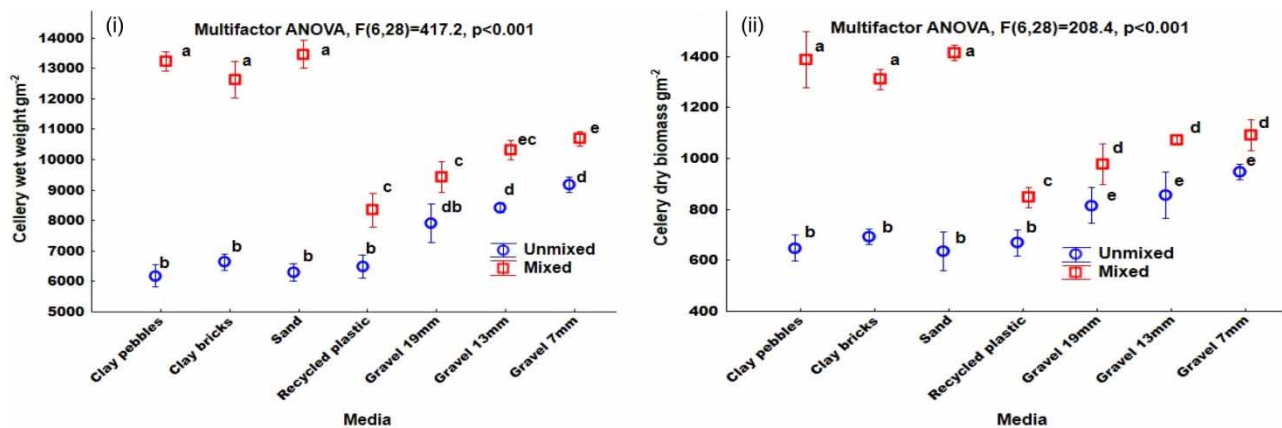 (i)
Multifactor ANOVA, F(6,28)=417.2, p<0.001
Cellery wet weight gm-2
14000
13000
12000
11000
10000
9000
8000
7000
6000
5000
a
a
a
c
c
ec
e
b
b
b
b
db
d
d
Unmixed
Mixed
Clay pebbles
Clay bricks
Sand
Recycled plastic
Gravel 19mm
Gravel 13mm
Gravel 7mm
Media
(ii)
Multifactor ANOVA, F(6,28)=208.4, p<0.001
Celery dry biomass gm-2
1400
1200
1000
800
600
400
a
a
a
c
d
d
d
b
b
b
b
e
e
e
Unmixed
Mixed
Clay pebbles
Clay bricks
Sand
Recycled plastic
Gravel 19mm
Gravel 13mm
Gravel 7mm
Media